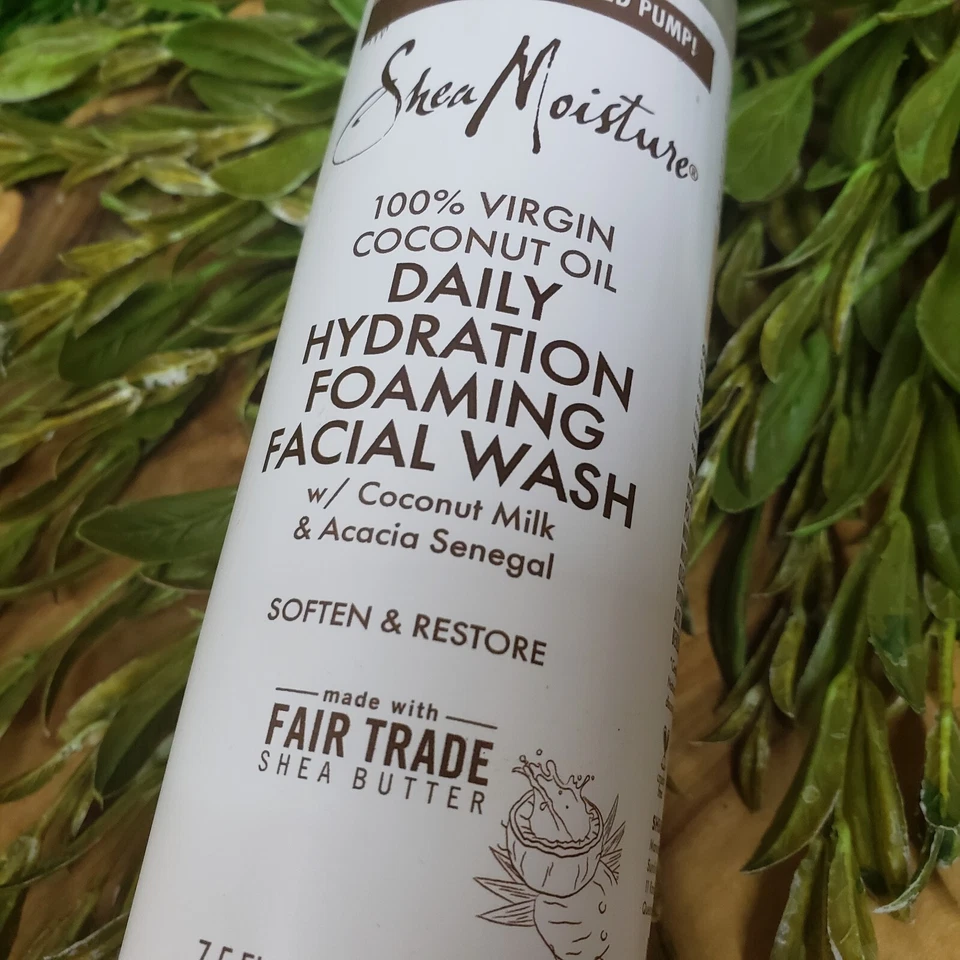 PUMP!
SheaMoisture®
100% VIRGIN
COCONUT OIL
DAILY
HYDRATION
FOAMING
FACIAL WASH
w/ Coconut Milk
& Acacia Senegal
SOFTEN & RESTORE
made with
FAIR TRADE
SHEA BUTTER